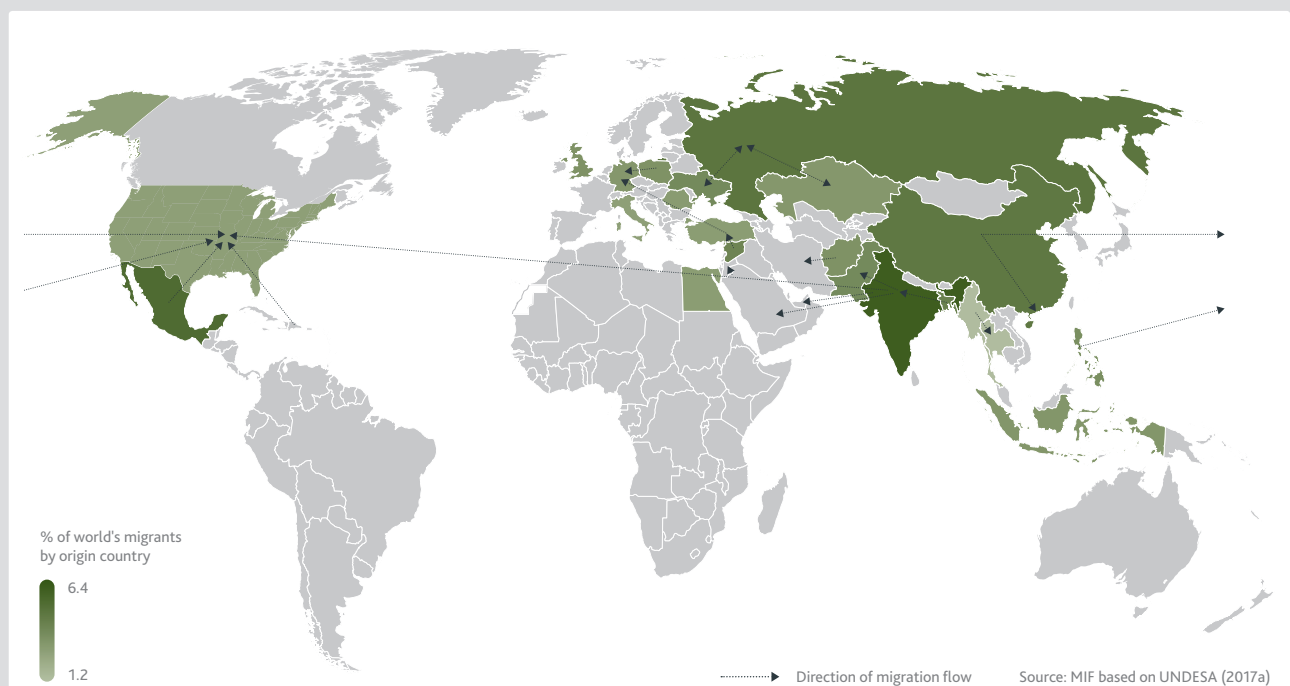 % of world's migrants
by origin country
6.4
1.2
Direction of migration flow
Source: MIF based on UNDESA (2017a)